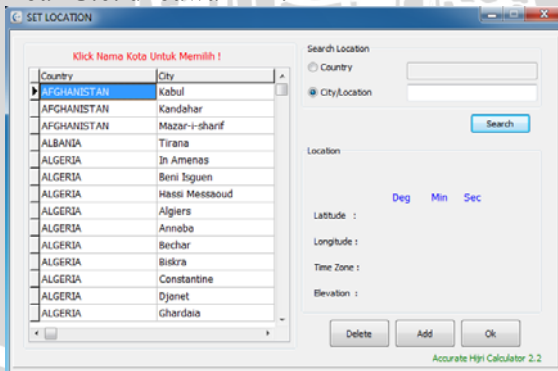 SET LOCATION
Klick Nama Kota Untuk Memilih !
Country City
AFGHANISTAN Kabul
AFGHANISTAN Kandahar
AFGHANISTAN Mazar-i-sharif
ALBANIA Tirana
ALGERIA In Amenas
ALGERIA Beni Isguen
ALGERIA Hassi Messaoud
ALGERIA Algiers
ALGERIA Annaba
ALGERIA Bechar
ALGERIA Biskra
ALGERIA Constantine
ALGERIA Djanet
ALGERIA Ghardaia
Search Location
Country
City/Location
Search
Location
Deg Min Sec
Latitude :
Longitude :
Time Zone :
Elevation :
Delete Add Ok
Accurate Hijri Calculator 2.2